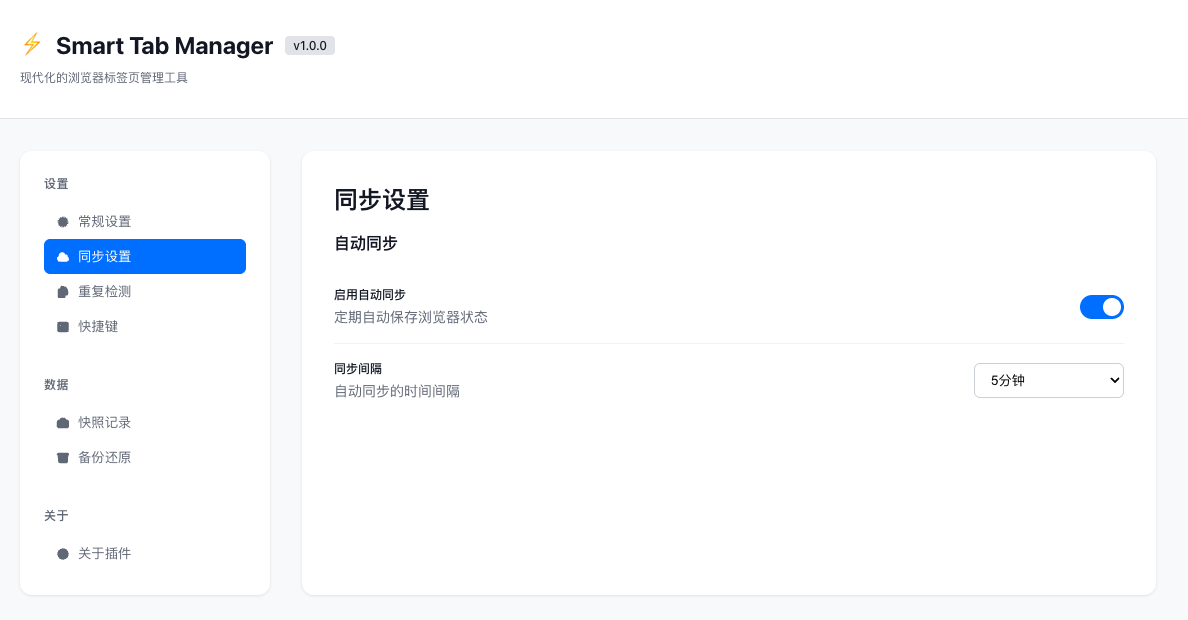 Smart Tab Manager v1.0.0
现代化的浏览器标签页管理工具
设置
常规设置
同步设置
重复检测
快捷键
数据
快照记录
备份还原
关于
关于插件
同步设置
自动同步
启用自动同步
定期自动保存浏览器状态
同步间隔
自动同步的时间间隔
5分钟